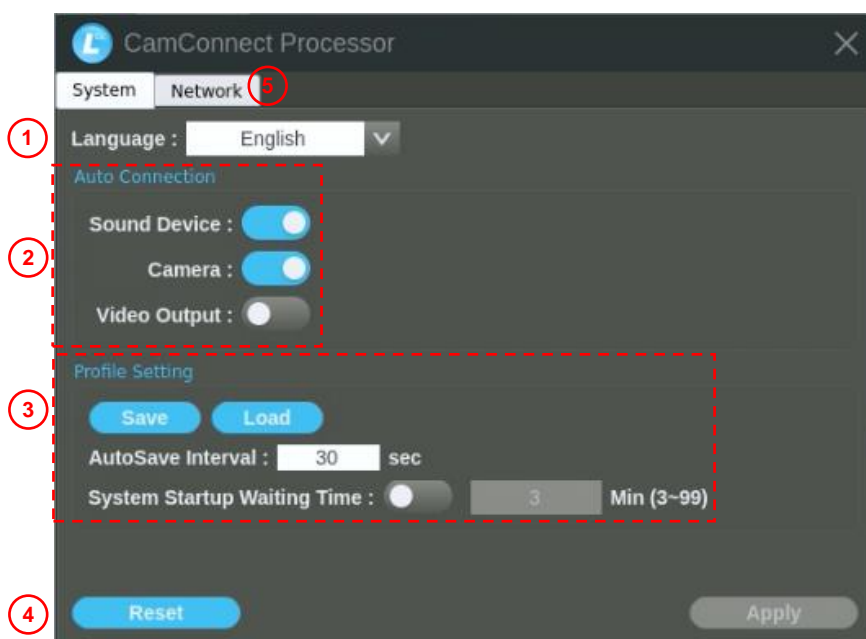 CamConnect Processor
System Network 5
1 Language : English
Auto Connection
Sound Device :
2 Camera :
Video Output :
Profile Setting
3 Save Load
AutoSave Interval : 30 sec
System Startup Waiting Time : 3 Min (3~99)
4 Reset Apply